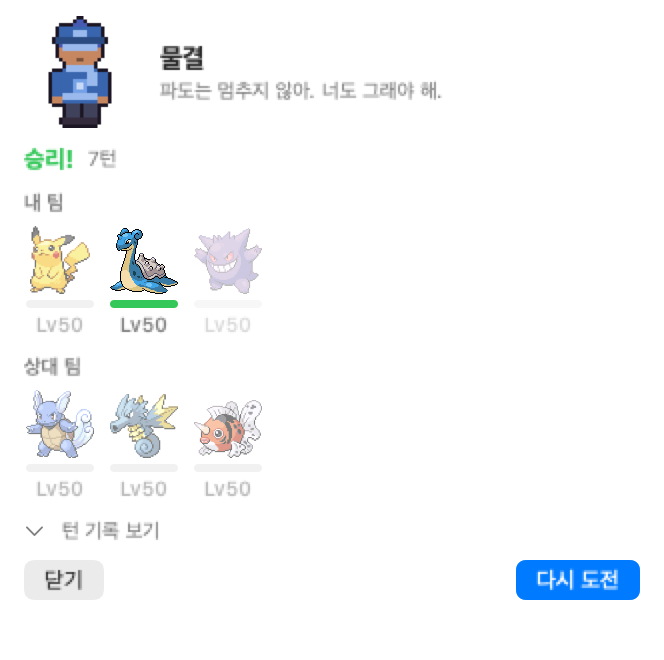 물결
파도는 멈추지 않아. 너도 그래야 해.
승리! 7턴
내 팀
Lv50 Lv50 Lv50
상대 팀
Lv50 Lv50 Lv50
턴 기록 보기
닫기 다시 도전